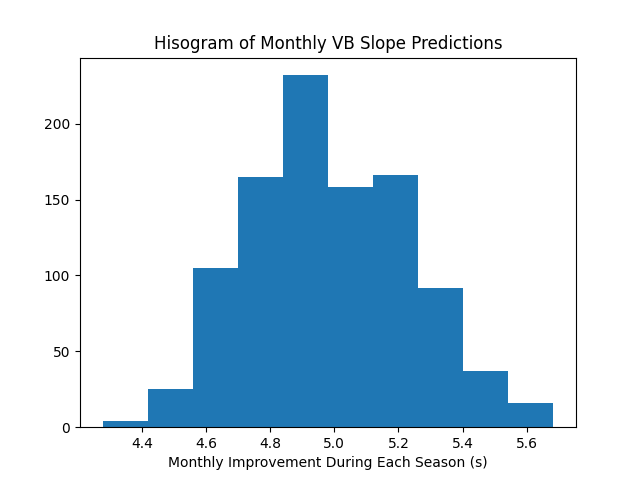 Hisogram of Monthly VB Slope Predictions
200
150
100
50
0
4.4 4.6 4.8 5.0 5.2 5.4 5.6
Monthly Improvement During Each Season (s)